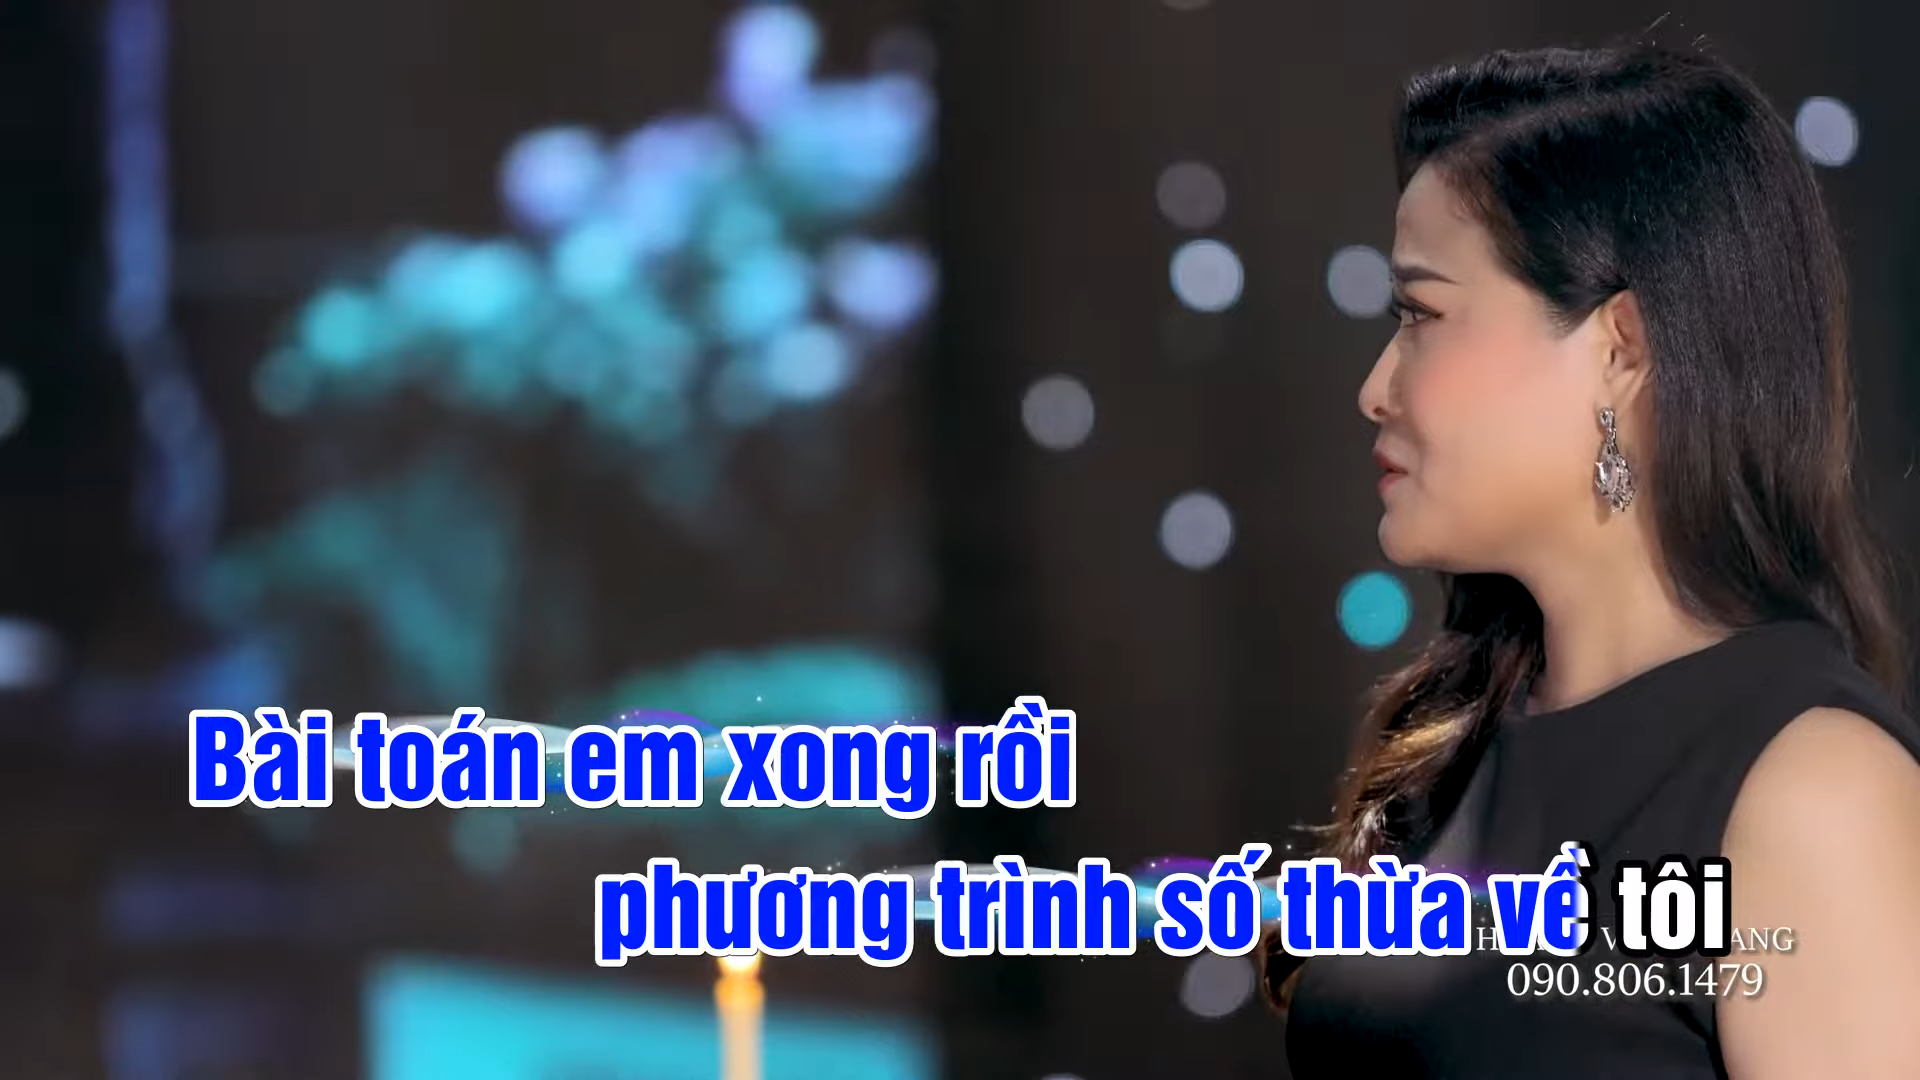 Bài toán em xong rồi
phương trình số thừa về tôi
090.806.1479